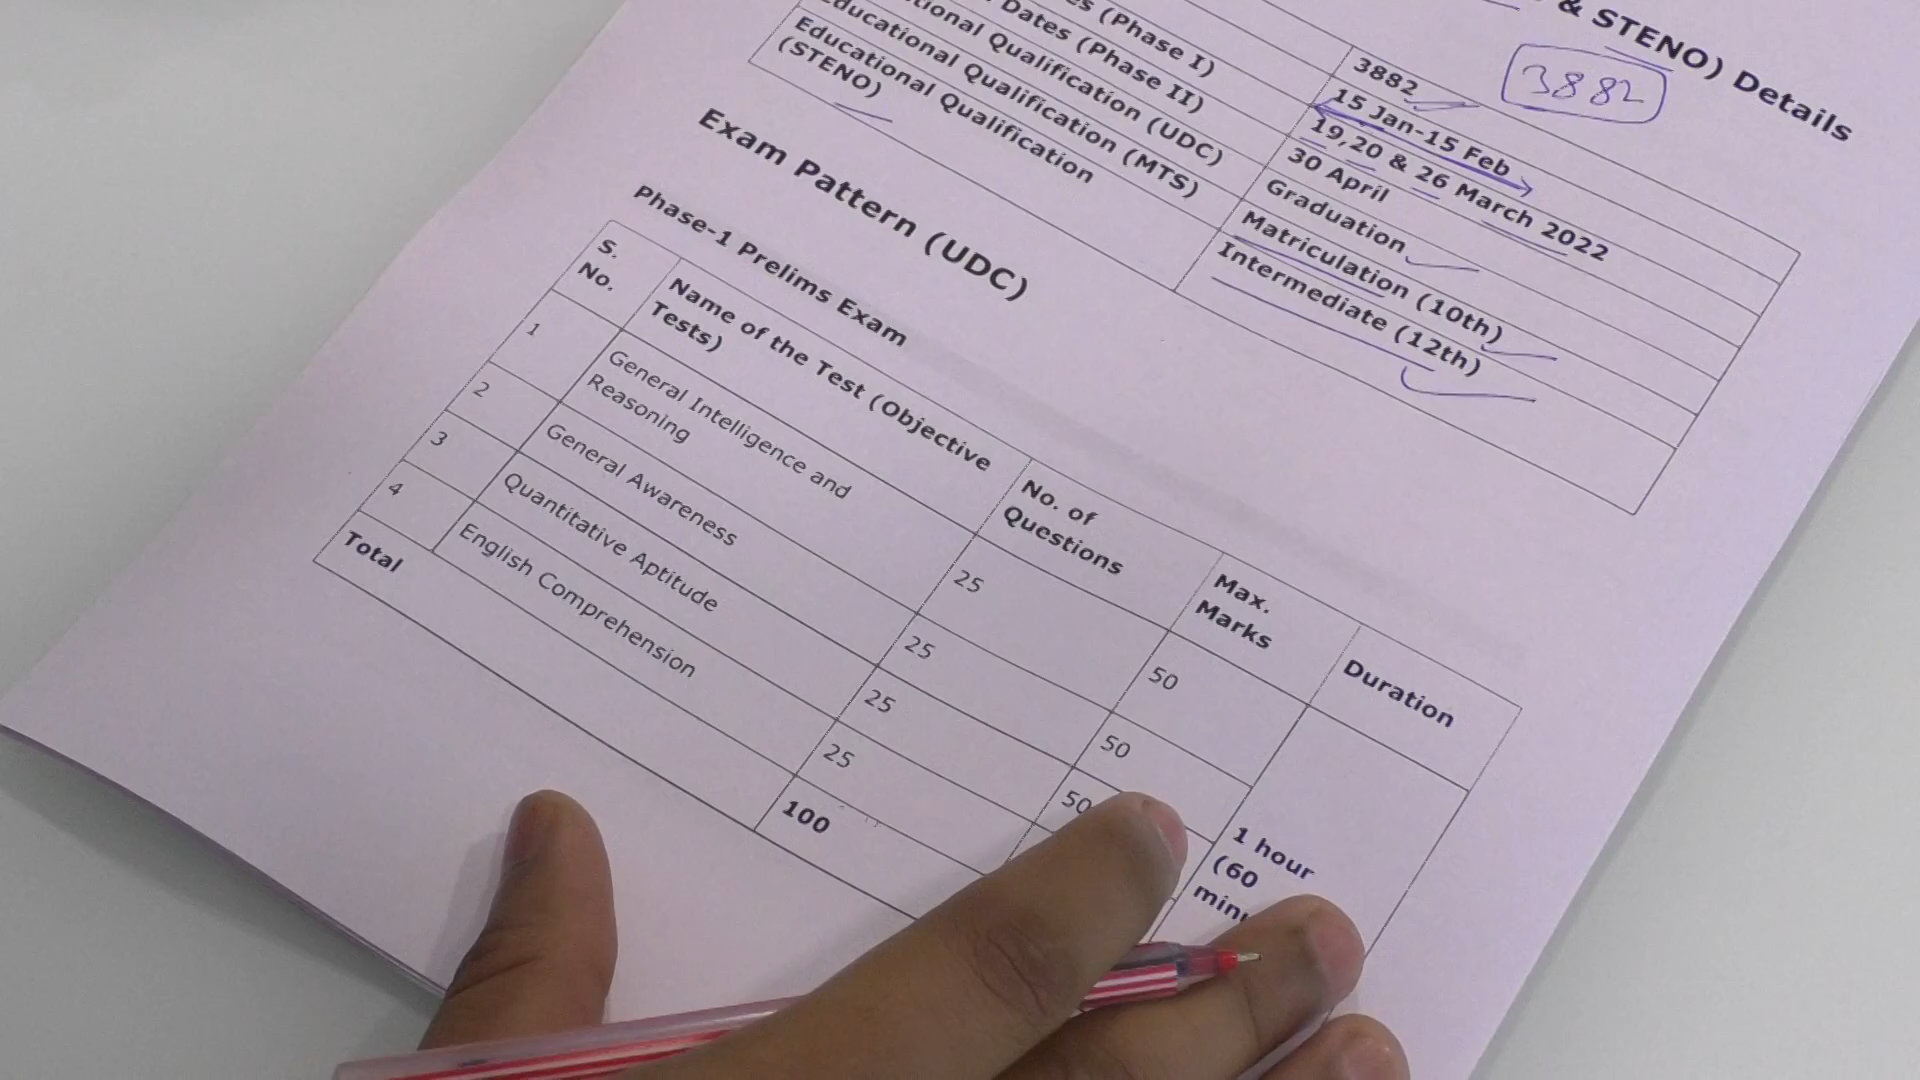 & STENO) Details
3882
3882
es (Phase I)
15 Jan-15 Feb
Dates (Phase II)
19,20 & 26 March 2022
30 April
tional Qualification (UDC)
Graduation
Educational Qualification (MTS)
Matriculation (10th)
Educational Qualification
(STENO)
Intermediate (12th)
Exam Pattern (UDC)
Phase-1 Prelims Exam
S.
No.
Name of the Test (Objective
Tests)
No. of
Questions
Max.
Marks
Duration
1
General Intelligence and
Reasoning
25
50
2
General Awareness
25
50
3
Quantitative Aptitude
25
50
4
English Comprehension
25
Total
100
1 hour
(60
minu